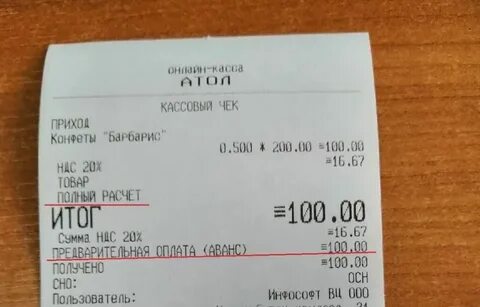 онлайн-касса
АТОЛ
КАССОВЫЙ ЧЕК
ПРИХОД
Конфеты "Барбарис"
0.500 * 200.00 =100.00
НДС 20% =16.67
ТОВАР
ПОЛНЫЙ РАСЧЕТ
ИТОГ =100.00
Сумма НДС 20% =16.67
ПРЕДВАРИТЕЛЬНАЯ ОПЛАТА (АВАНС) =100.00
ПОЛУЧЕНО =100.00
СНО: ОСН
Пользователь: Инфософт ВЦ ООО